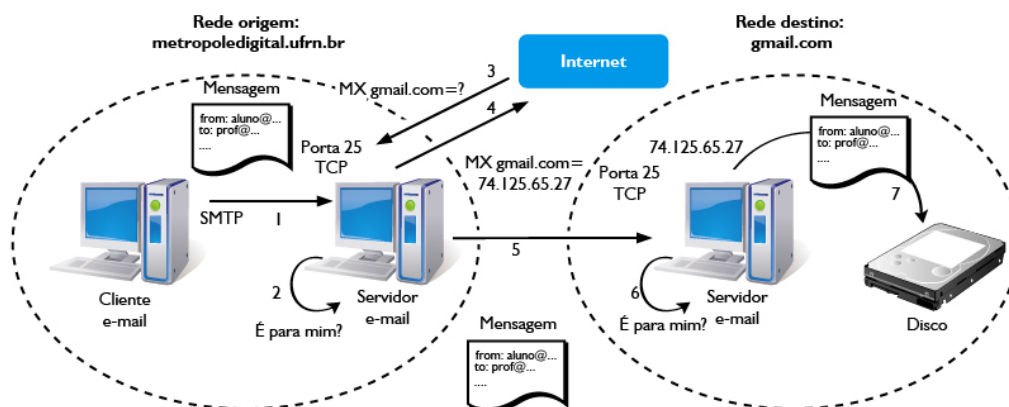 Rede origem:
metropoledigital.ufrn.br
Rede destino:
gmail.com
Internet
3
MX gmail.com=?
4
Mensagem
from: aluno@...
to: prof@...
....
Porta 25
TCP
SMTP
1
Cliente
e-mail
2
É para mim?
Servidor
e-mail
MX gmail.com=
74.125.65.27
5
Mensagem
from: aluno@...
to: prof@...
....
Porta 25
TCP
74.125.65.27
Mensagem
from: aluno@...
to: prof@...
....
7
6
É para mim?
Servidor
e-mail
Disco